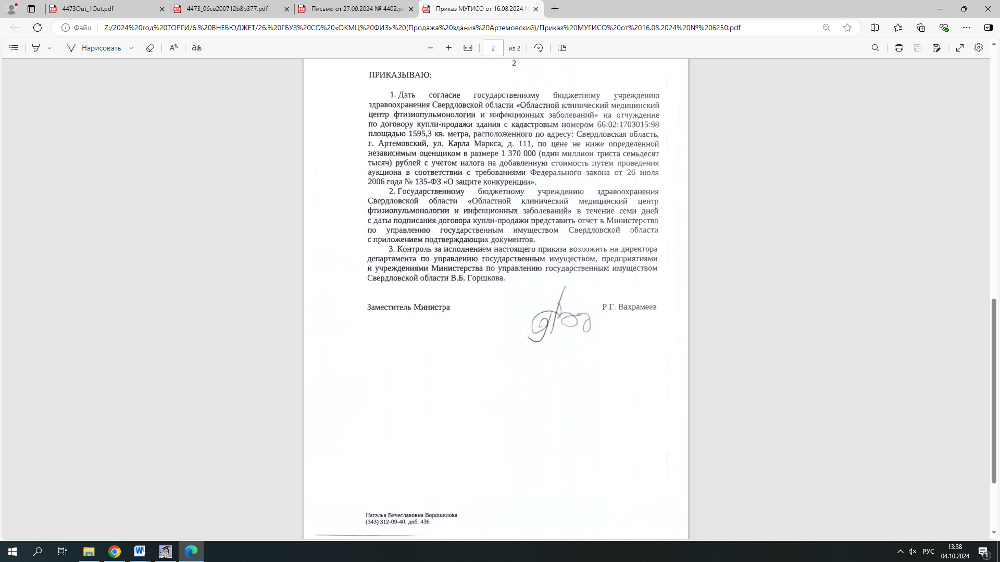 4473Out_1Out.pdf
4473_06ce200712b8b377.pdf
Письмо от 27.09.2024 № 4402.pd
Приказ МУГИСО от 16.08.2024 №
Файл
Z:/2024%20год%20ТОРГИ/6.%20ВНЕБЮДЖЕТ/26.%20ГБУЗ%20СО%20«ОКМЦ%20ФИЗ»%20(Продажа%20здания%20Артемовский)/Приказ%20МУГИСО%20от%2016.08.2024%20№%206250.pdf
Нарисовать
аあ
2
из 2
2
ПРИКАЗЫВАЮ:
1. Дать согласие государственному бюджетному учреждению
здравоохранения Свердловской области «Областной клинический медицинский
центр фтизиопульмонологии и инфекционных заболеваний» на отчуждение
по договору купли-продажи здания с кадастровым номером 66:02:1703015:98
площадью 1595,3 кв. метра, расположенного по адресу: Свердловская область,
г. Артемовский, ул. Карла Маркса, д. 111, по цене не ниже определенной
независимым оценщиком в размере 1 370 000 (один миллион триста семьдесят
тысяч) рублей с учетом налога на добавленную стоимость путем проведения
аукциона в соответствии с требованиями Федерального закона от 26 июля
2006 года № 135-ФЗ «О защите конкуренции».
2. Государственному бюджетному учреждению здравоохранения
Свердловской области «Областной клинический медицинский центр
фтизиопульмонологии и инфекционных заболеваний» в течение семи дней
с даты подписания договора купли-продажи представить отчет в Министерство
по управлению государственным имуществом Свердловской области
с приложением подтверждающих документов.
3. Контроль за исполнением настоящего приказа возложить на директора
департамента по управлению государственным имуществом, предприятиями
и учреждениями Министерства по управлению государственным имуществом
Свердловской области В.Б. Горшкова.
Заместитель Министра
Р.Г. Вахрамеев
Наталья Вячеславовна Ворошилова
(343) 312-09-40, доб. 436
РУС
13:38
04.10.2024
1